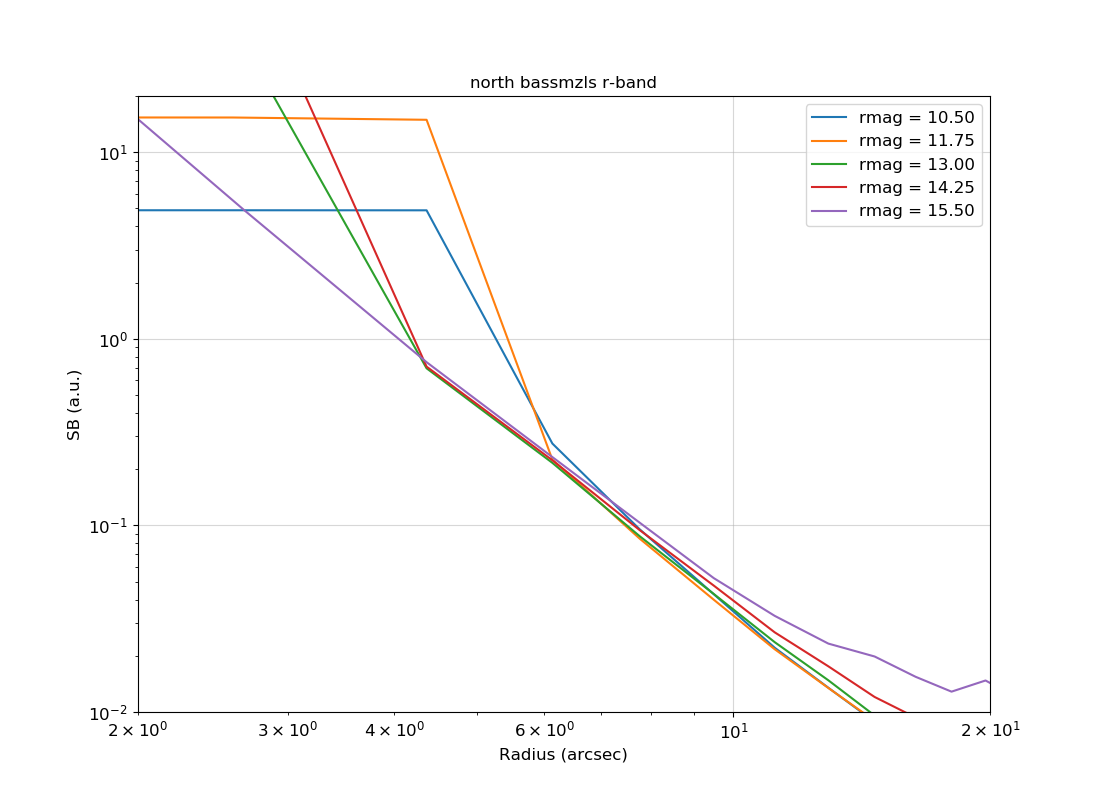 north bassmzls r-band
rmag = 10.50
rmag = 11.75
rmag = 13.00
rmag = 14.25
rmag = 15.50
10¹
10⁰
10⁻¹
10⁻²
SB (a.u.)
2 × 10⁰ 3 × 10⁰ 4 × 10⁰ 6 × 10⁰ 10¹ 2 × 10¹
Radius (arcsec)